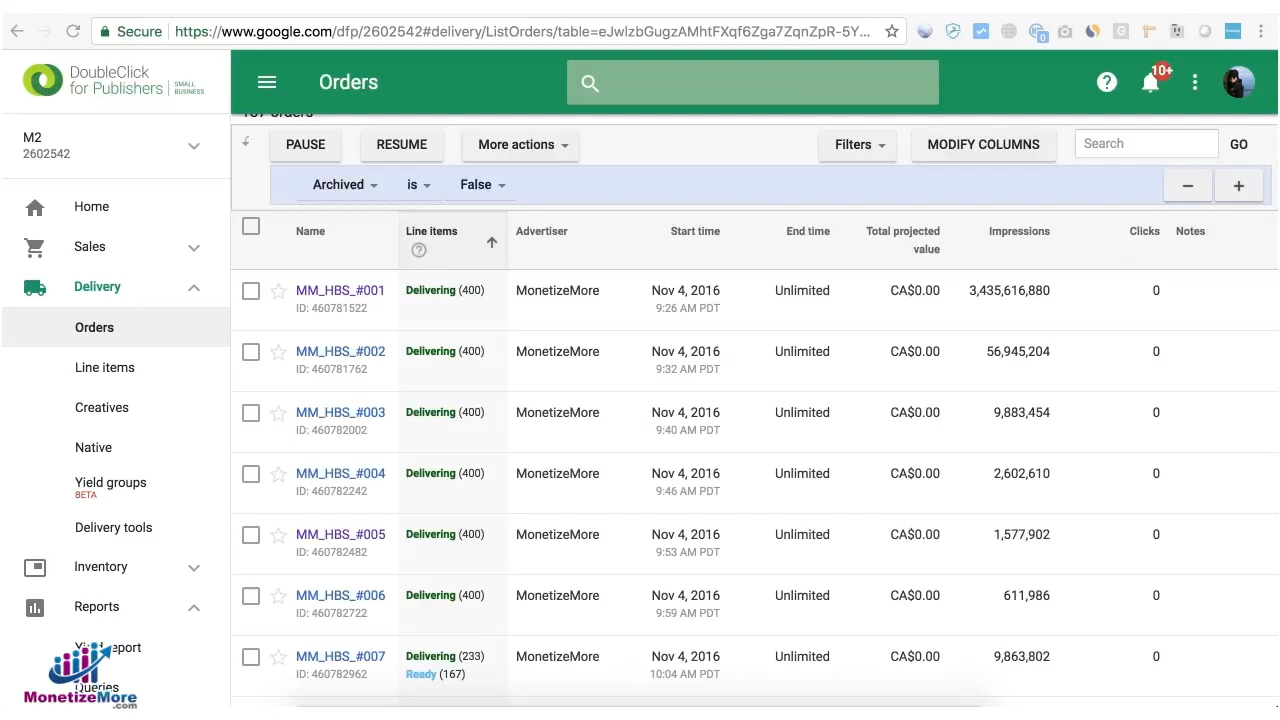 Secure https://www.google.com/dfp/2602542#delivery/ListOrders/table=eJwlzbGugzAMhtFXqf6Zga7ZqnZpR-5Y...
DoubleClick
for Publishers | SMALL BUSINESS
Orders
10+
M2
2602542
Home
Sales
Delivery
Orders
Line items
Creatives
Native
Yield groups
BETA
Delivery tools
Inventory
Reports
Queries
MonetizeMore
.com
orders
PAUSE RESUME More actions Filters MODIFY COLUMNS Search GO
Archived is False − +
Name Line items Advertiser Start time End time Total projected value Impressions Clicks Notes
MM_HBS_#001 Delivering (400) MonetizeMore Nov 4, 2016 Unlimited CA$0.00 3,435,616,880 0
ID: 460781522 9:26 AM PDT
MM_HBS_#002 Delivering (400) MonetizeMore Nov 4, 2016 Unlimited CA$0.00 56,945,204 0
ID: 460781762 9:32 AM PDT
MM_HBS_#003 Delivering (400) MonetizeMore Nov 4, 2016 Unlimited CA$0.00 9,883,454 0
ID: 460782002 9:40 AM PDT
MM_HBS_#004 Delivering (400) MonetizeMore Nov 4, 2016 Unlimited CA$0.00 2,602,610 0
ID: 460782242 9:46 AM PDT
MM_HBS_#005 Delivering (400) MonetizeMore Nov 4, 2016 Unlimited CA$0.00 1,577,902 0
ID: 460782482 9:53 AM PDT
MM_HBS_#006 Delivering (400) MonetizeMore Nov 4, 2016 Unlimited CA$0.00 611,986 0
ID: 460782722 9:59 AM PDT
MM_HBS_#007 Delivering (233) MonetizeMore Nov 4, 2016 Unlimited CA$0.00 9,863,802 0
ID: 460782962 Ready (167) 10:04 AM PDT